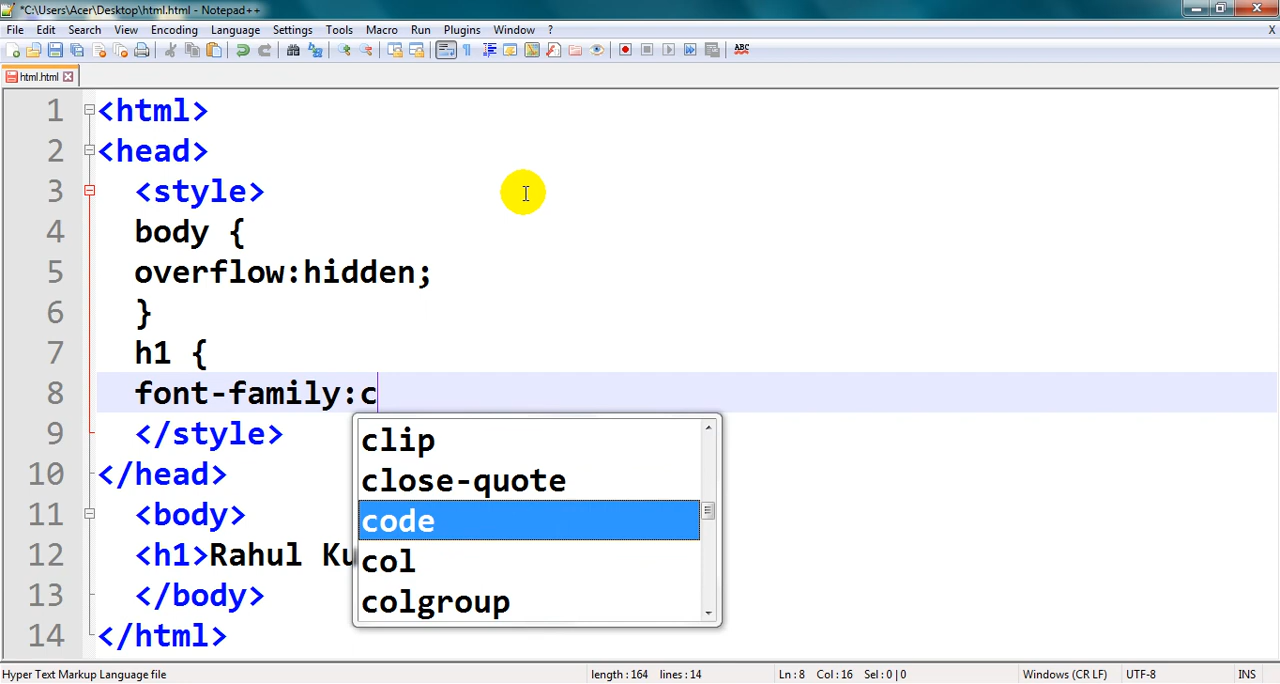 *C:\Users\Acer\Desktop\html.html - Notepad++
File Edit Search View Encoding Language Settings Tools Macro Run Plugins Window ? X
ABC
html.html
1 <html>
2 <head>
3 <style>
4 body {
5 overflow:hidden;
6 }
7 h1 {
8 font-family:c
9 </style>
10 </head>
11 <body>
12 <h1>Rahul Ku
13 </body>
14 </html>
clip
close-quote
code
col
colgroup
Hyper Text Markup Language file length : 164 lines : 14 Ln : 8 Col : 16 Sel : 0 | 0 Windows (CR LF) UTF-8 INS